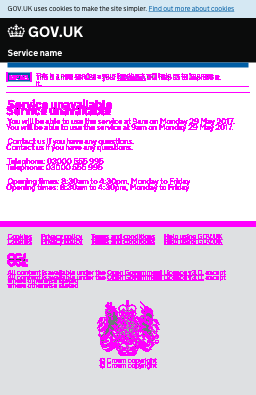 GOV.UK uses cookies to make the site simpler. Find out more about cookies
GOV.UK
Service name
This is a new service – your feedback will help us to improve it.
Service unavailable
You will be able to use the service at 9am on Monday 29 May 2017.
Contact us if you have any questions.
Telephone: 03000 555 995
Opening times: 8:30am to 4:30pm, Monday to Friday
Cookies Privacy policy Terms and conditions Help using GOV.UK
OGL
All content is available under the Open Government Licence v3.0, except
where otherwise stated
© Crown copyright